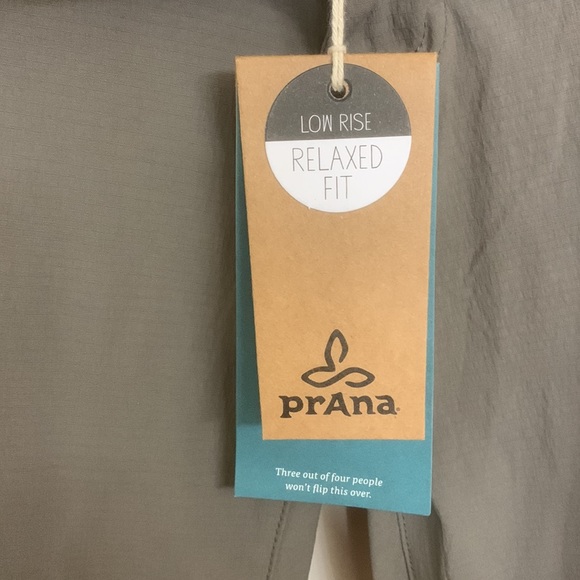 LOW RISE
RELAXED
FIT
prAna
Three out of four people
won't flip this over.